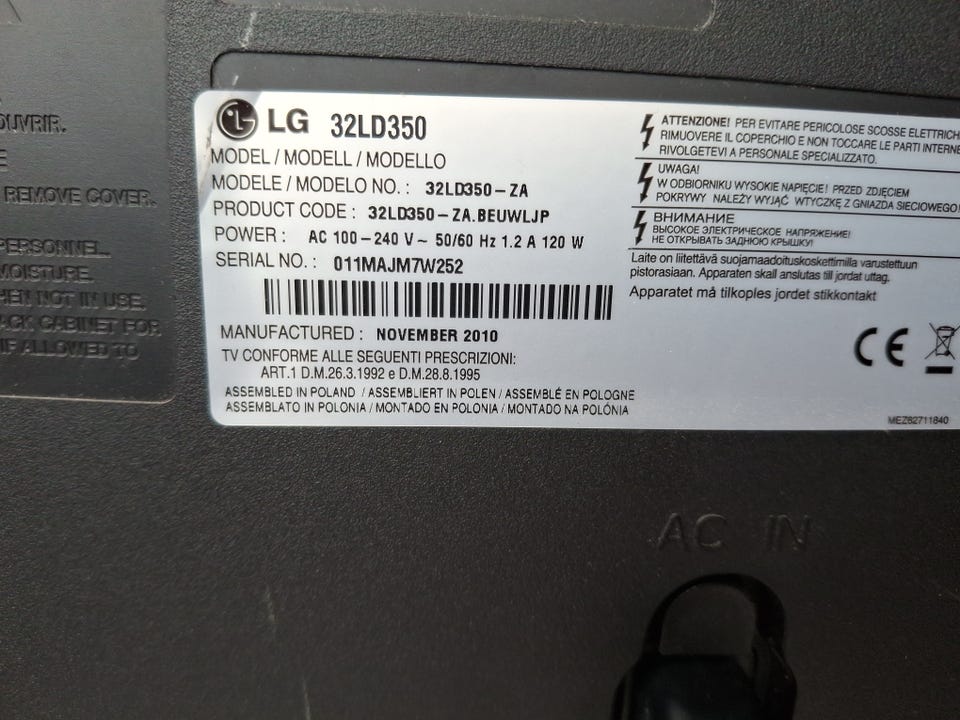 OUVRIR.
E
REMOVE COVER.
PERSONNEL.
MOISTURE.
HEN NOT IN USE.
ACK CABINET FOR
IF ALLOWED TO
LG 32LD350
MODEL / MODELL / MODELLO
MODELE / MODELO NO. : 32LD350-ZA
PRODUCT CODE : 32LD350-ZA.BEUWLJP
POWER : AC 100-240 V ~ 50/60 Hz 1.2 A 120 W
SERIAL NO. : 011MAJM7W252
MANUFACTURED : NOVEMBER 2010
TV CONFORME ALLE SEGUENTI PRESCRIZIONI:
ART.1 D.M.26.3.1992 e D.M.28.8.1995
ASSEMBLED IN POLAND / ASSEMBLIERT IN POLEN / ASSEMBLÉ EN POLOGNE
ASSEMBLATO IN POLONIA / MONTADO EN POLONIA / MONTADO NA POLÓNIA
ATTENZIONE! PER EVITARE PERICOLOSE SCOSSE ELETTRICH
RIMUOVERE IL COPERCHIO E NON TOCCARE LE PARTI INTERNE
RIVOLGETEVI A PERSONALE SPECIALIZZATO.
UWAGA!
W ODBIORNIKU WYSOKIE NAPIĘCIE! PRZED ZDJĘCIEM
POKRYWY NALEŻY WYJĄĆ WTYCZKĘ Z GNIAZDA SIECIOWEGO!
ВНИМАНИЕ
ВЫСОКОЕ ЭЛЕКТРИЧЕСКОЕ НАПРЯЖЕНИЕ!
НЕ ОТКРЫВАТЬ ЗАДНЮЮ КРЫШКУ!
Laite on liitettävä suojamaadoituskoskettimilla varustettuun
pistorasiaan. Apparaten skall anslutas till jordat uttag.
Apparatet må tilkoples jordet stikkontakt
CE
MEZ62711640
AC IN